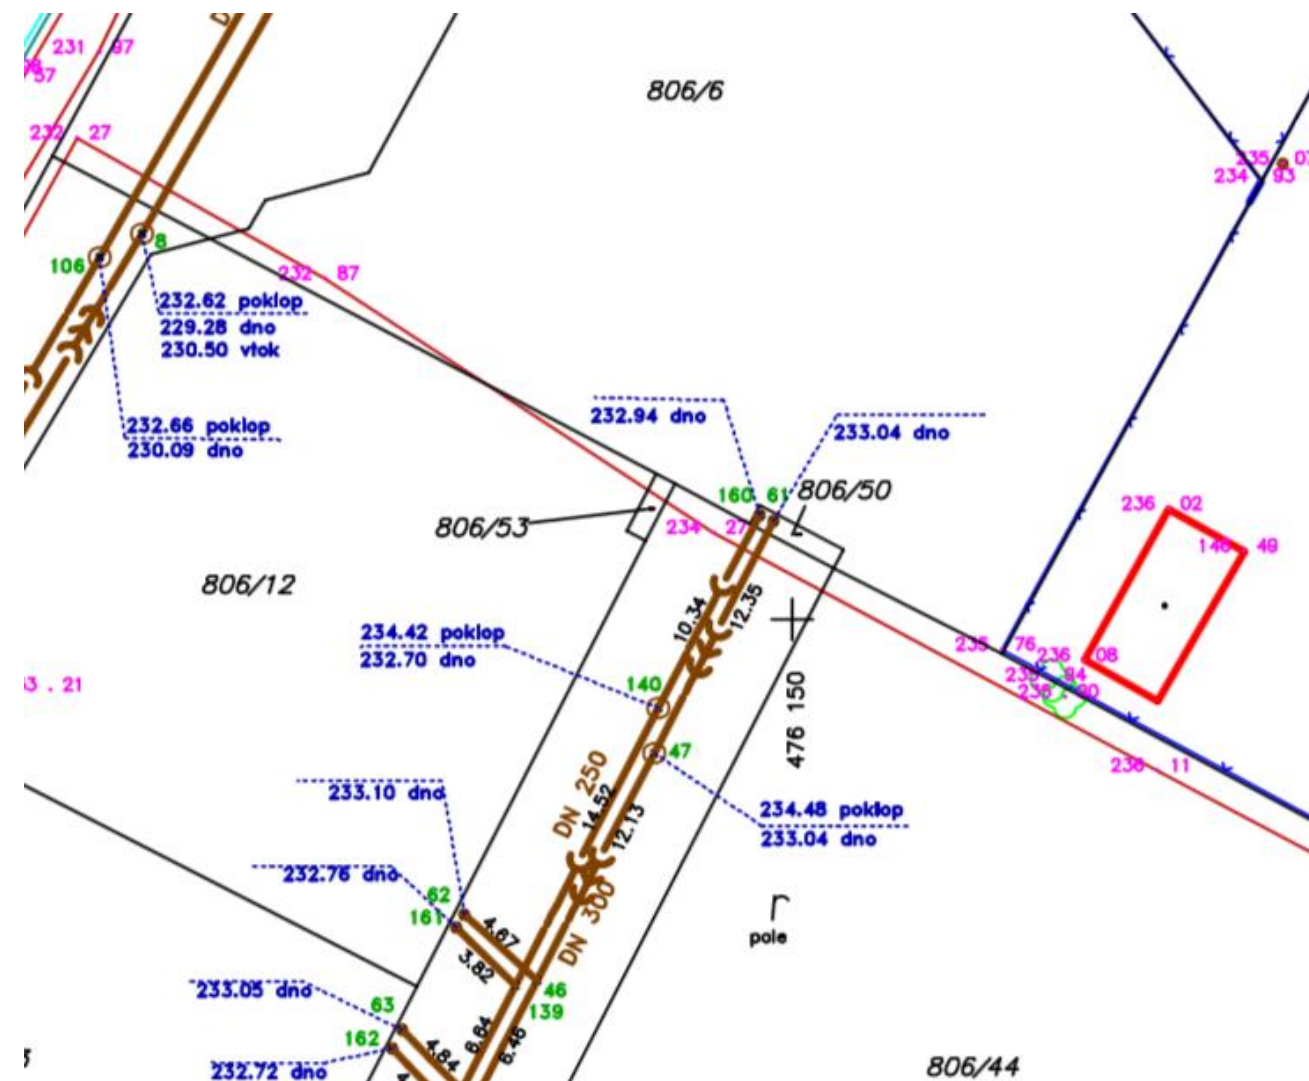 806/6
231 . 97
57
232 27
235 07
234 93
8
106
232 87
232.62 poklop
229.28 dno
230.50 vtok
232.66 poklop
230.09 dno
232.94 dno
233.04 dno
160 61
806/50
806/53
234 27
236 02
49
806/12
10.34
12.35
234.42 poklop
232.70 dno
235 76
236 08
3 . 21
140
476 150
47
236 . 11
DN 250
14.52
12.13
233.10 dno
234.48 poklop
233.04 dno
232.76 dno
62
161
DN 300
4.67
3.82
r
pole
233.05 dno
46
139
63
162
6.64
6.46
4.84
232.72 dno
806/44